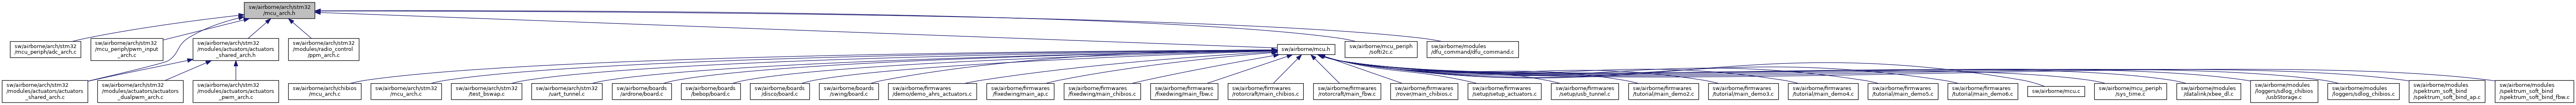 sw/airborne/arch/stm32
/mcu_arch.h
sw/airborne/arch/stm32
/mcu_periph/adc_arch.c
sw/airborne/arch/stm32
/mcu_periph/pwm_input
_arch.c
sw/airborne/arch/stm32
/modules/actuators/actuators
_shared_arch.h
sw/airborne/arch/stm32
/modules/radio_control
/ppm_arch.c
sw/airborne/mcu.h
sw/airborne/mcu_periph
/softi2c.c
sw/airborne/modules
/dfu_command/dfu_command.c
sw/airborne/arch/stm32
/modules/actuators/actuators
_shared_arch.c
sw/airborne/arch/stm32
/modules/actuators/actuators
_dualpwm_arch.c
sw/airborne/arch/stm32
/modules/actuators/actuators
_pwm_arch.c
sw/airborne/arch/chibios
/mcu_arch.c
sw/airborne/arch/stm32
/mcu_arch.c
sw/airborne/arch/stm32
/test_bswap.c
sw/airborne/arch/stm32
/uart_tunnel.c
sw/airborne/boards
/ardrone/board.c
sw/airborne/boards
/bebop/board.c
sw/airborne/boards
/disco/board.c
sw/airborne/boards
/swing/board.c
sw/airborne/firmwares
/demo/demo_ahrs_actuators.c
sw/airborne/firmwares
/fixedwing/main_ap.c
sw/airborne/firmwares
/fixedwing/main_chibios.c
sw/airborne/firmwares
/fixedwing/main_fbw.c
sw/airborne/firmwares
/rotorcraft/main_chibios.c
sw/airborne/firmwares
/rotorcraft/main_fbw.c
sw/airborne/firmwares
/rover/main_chibios.c
sw/airborne/firmwares
/setup/setup_actuators.c
sw/airborne/firmwares
/setup/usb_tunnel.c
sw/airborne/firmwares
/tutorial/main_demo2.c
sw/airborne/firmwares
/tutorial/main_demo3.c
sw/airborne/firmwares
/tutorial/main_demo4.c
sw/airborne/firmwares
/tutorial/main_demo5.c
sw/airborne/firmwares
/tutorial/main_demo6.c
sw/airborne/mcu.c
sw/airborne/mcu_periph
/sys_time.c
sw/airborne/modules
/datalink/xbee_dl.c
sw/airborne/modules
/loggers/sdlog_chibios
/usbStorage.c
sw/airborne/modules
/loggers/sdlog_chibios.c
sw/airborne/modules
/spektrum_soft_bind
/spektrum_soft_bind_ap.c
sw/airborne/modules
/spektrum_soft_bind
/spektrum_soft_bind_fbw.c